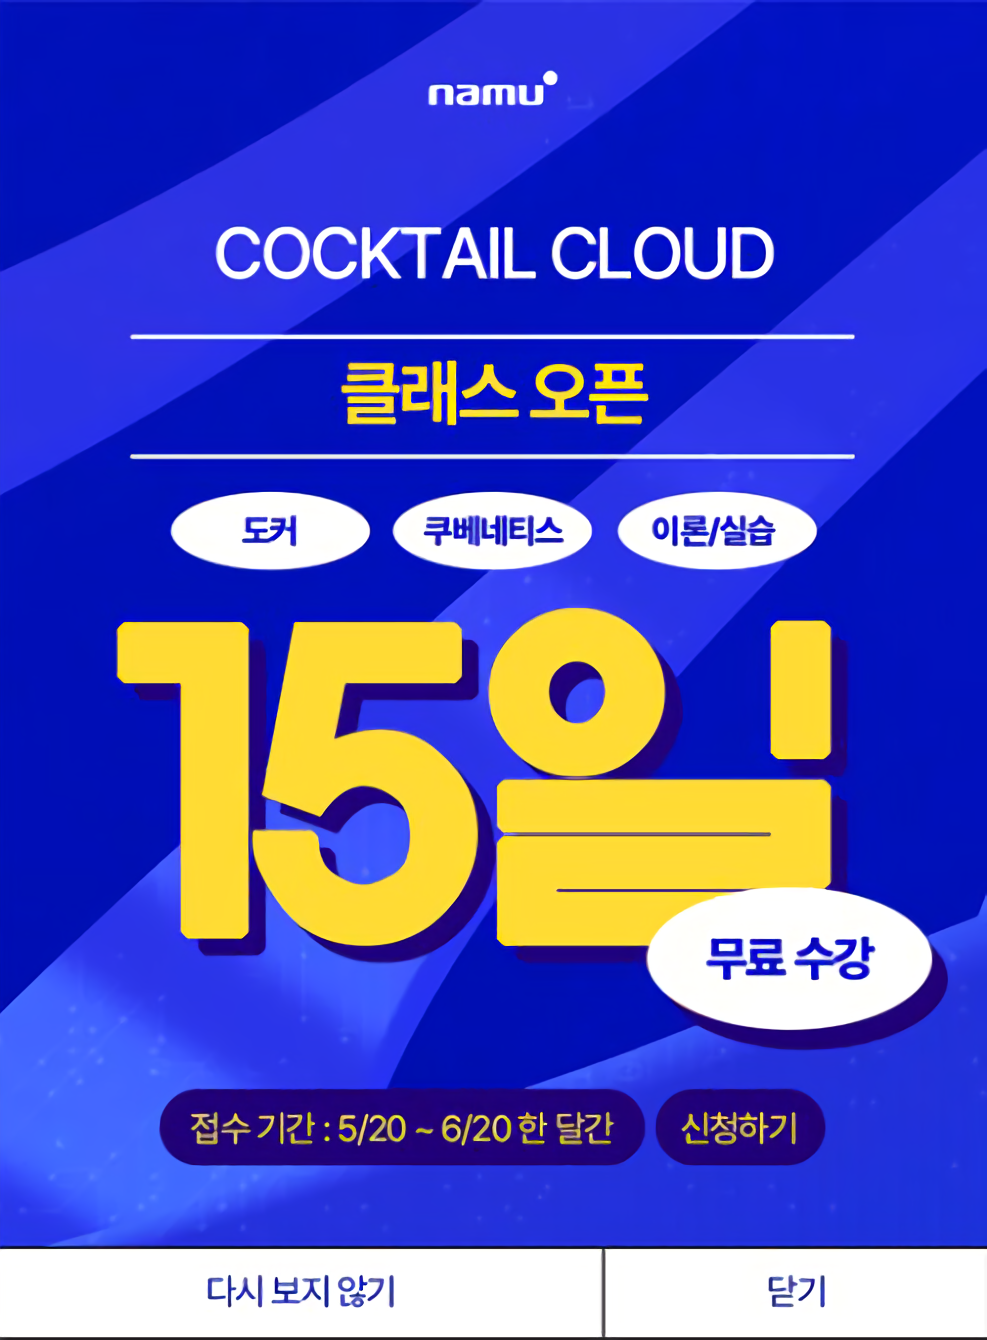 namu
COCKTAIL CLOUD
클래스 오픈
도커 쿠베네티스 이론/실습
15일
무료 수강
접수 기간 : 5/20 ~ 6/20 한 달간 신청하기
다시 보지 않기 닫기